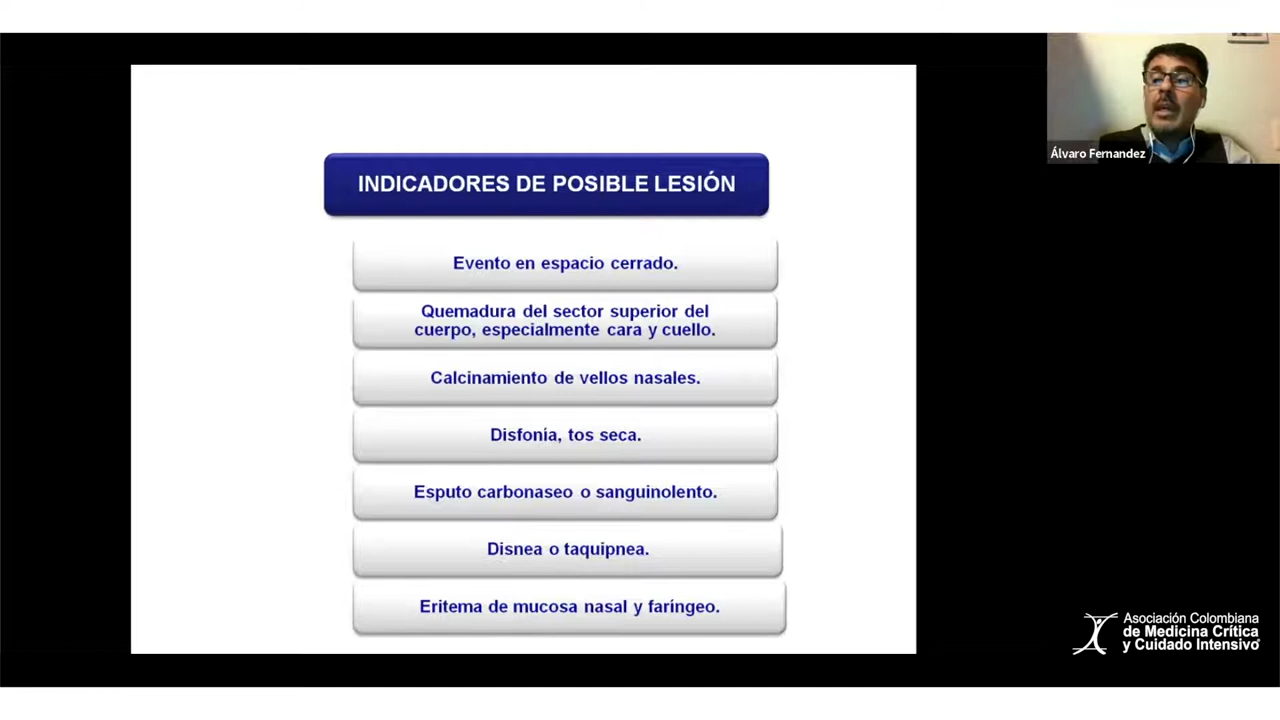 Álvaro Fernandez
INDICADORES DE POSIBLE LESIÓN
Evento en espacio cerrado.
Quemadura del sector superior del
cuerpo, especialmente cara y cuello.
Calcinamiento de vellos nasales.
Disfonía, tos seca.
Esputo carbonaseo o sanguinolento.
Disnea o taquipnea.
Eritema de mucosa nasal y faríngeo.
Asociación Colombiana
de Medicina Crítica
y Cuidado Intensivo